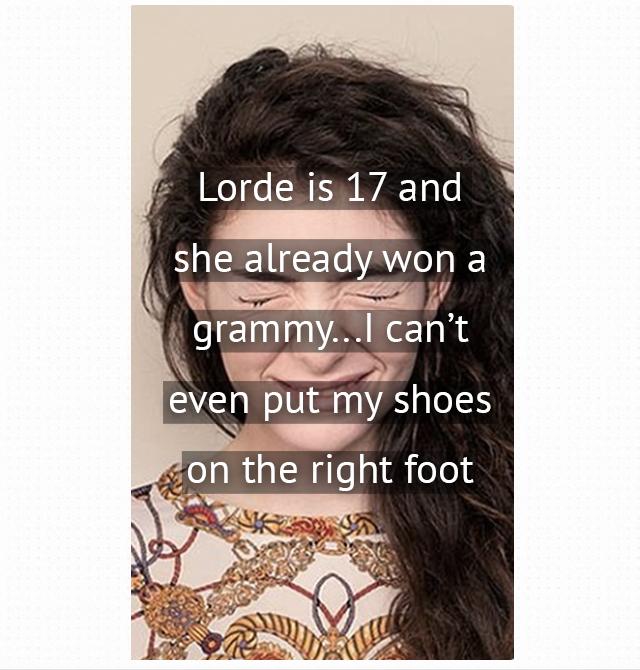 Lorde is 17 and
she already won a
grammy...I can’t
even put my shoes
on the right foot